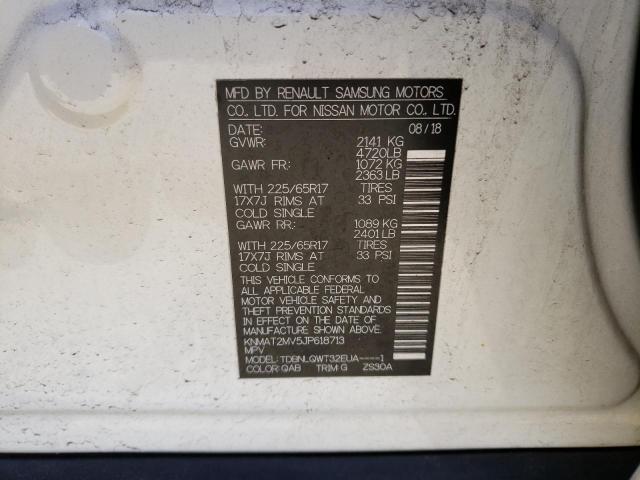 MFD BY RENAULT SAMSUNG MOTORS
CO., LTD. FOR NISSAN MOTOR CO., LTD.
DATE: 08/18
GVWR: 2141 KG
4720LB
GAWR FR: 1072 KG
2363LB
WITH 225/65R17 TIRES
17X7J RIMS AT 33 PSI
COLD SINGLE
GAWR RR: 1089 KG
2401LB
WITH 225/65R17 TIRES
17X7J RIMS AT 33 PSI
COLD SINGLE
THIS VEHICLE CONFORMS TO
ALL APPLICABLE FEDERAL
MOTOR VEHICLE SAFETY AND
THEFT PREVENTION STANDARDS
IN EFFECT ON THE DATE OF
MANUFACTURE SHOWN ABOVE.
KNMAT2MV5JP618713
MPV
MODEL: TDBNLQWT32EUA----1
COLOR: QAB TRIM: G ZS30A